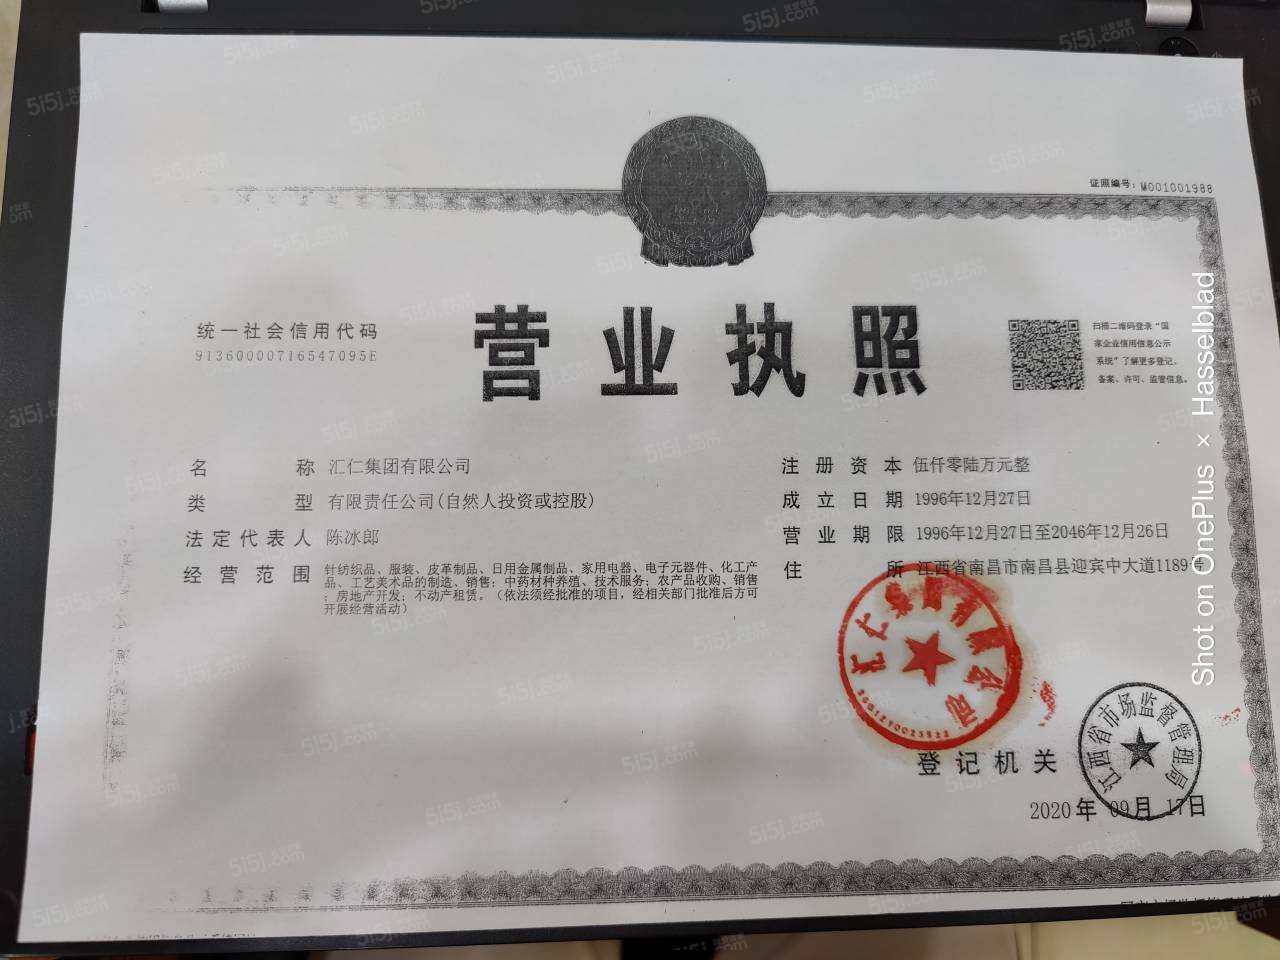 证照编号：M001001988
统一社会信用代码
91360000716547095E
营业执照
扫描二维码登录“国
家企业信用信息公示
系统”了解更多登记、
备案、许可、监管信息。
名称 汇仁集团有限公司
类型 有限责任公司(自然人投资或控股)
法定代表人 陈冰郎
经营范围 针纺织品、服装、皮革制品、日用金属制品、家用电器、电子元器件、化工产
品、工艺美术品的制造、销售；中药材种养殖、技术服务；农产品收购、销售
；房地产开发；不动产租赁。（依法须经批准的项目，经相关部门批准后方可
开展经营活动）
注册资本 伍仟零陆万元整
成立日期 1996年12月27日
营业期限 1996年12月27日至2046年12月26日
住所 江西省南昌市南昌县迎宾中大道1189号
汇仁集团有限公司
登记机关
江西省市场监督管理局
2020年 09月 17日
Shot on OnePlus × Hasselblad
5i5j.com